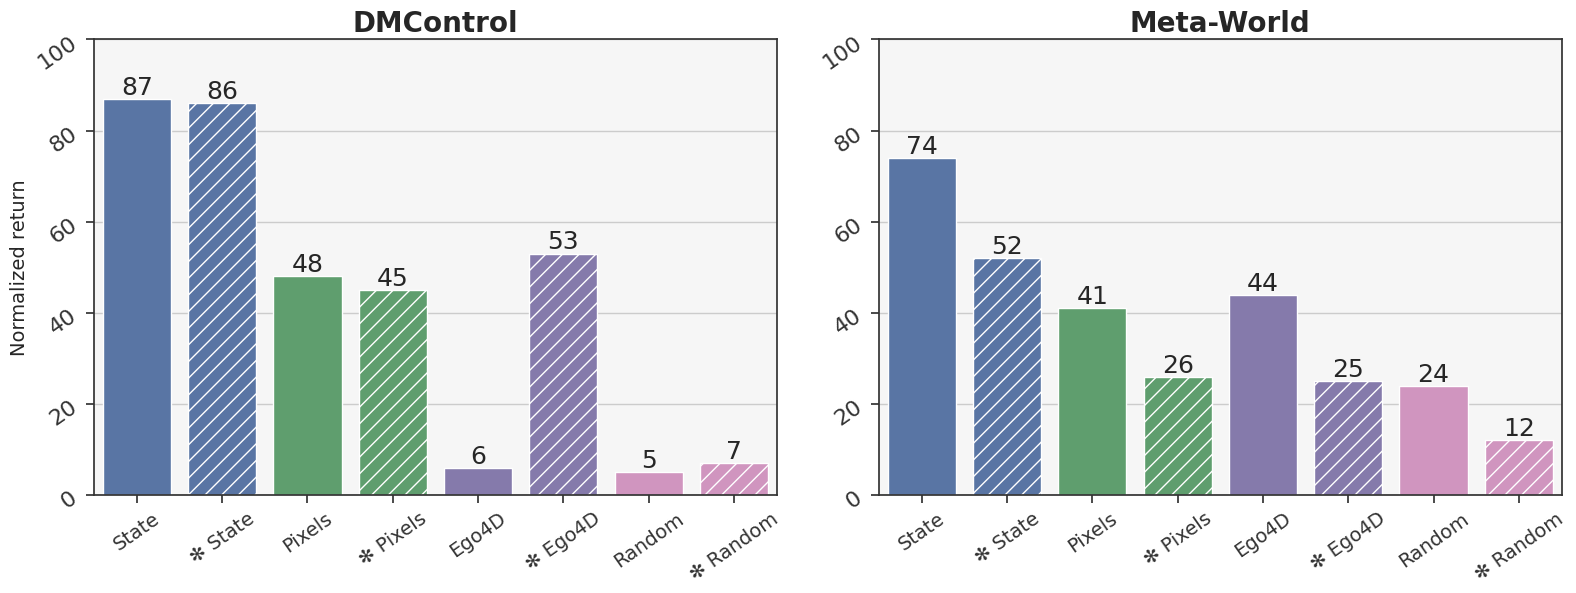 DMControl
Normalized return
100
80
60
40
20
0
87
86
48
45
6
53
5
7
State
✻ State
Pixels
✻ Pixels
Ego4D
✻ Ego4D
Random
✻ Random
Meta-World
100
80
60
40
20
0
74
52
41
26
44
25
24
12
State
✻ State
Pixels
✻ Pixels
Ego4D
✻ Ego4D
Random
✻ Random